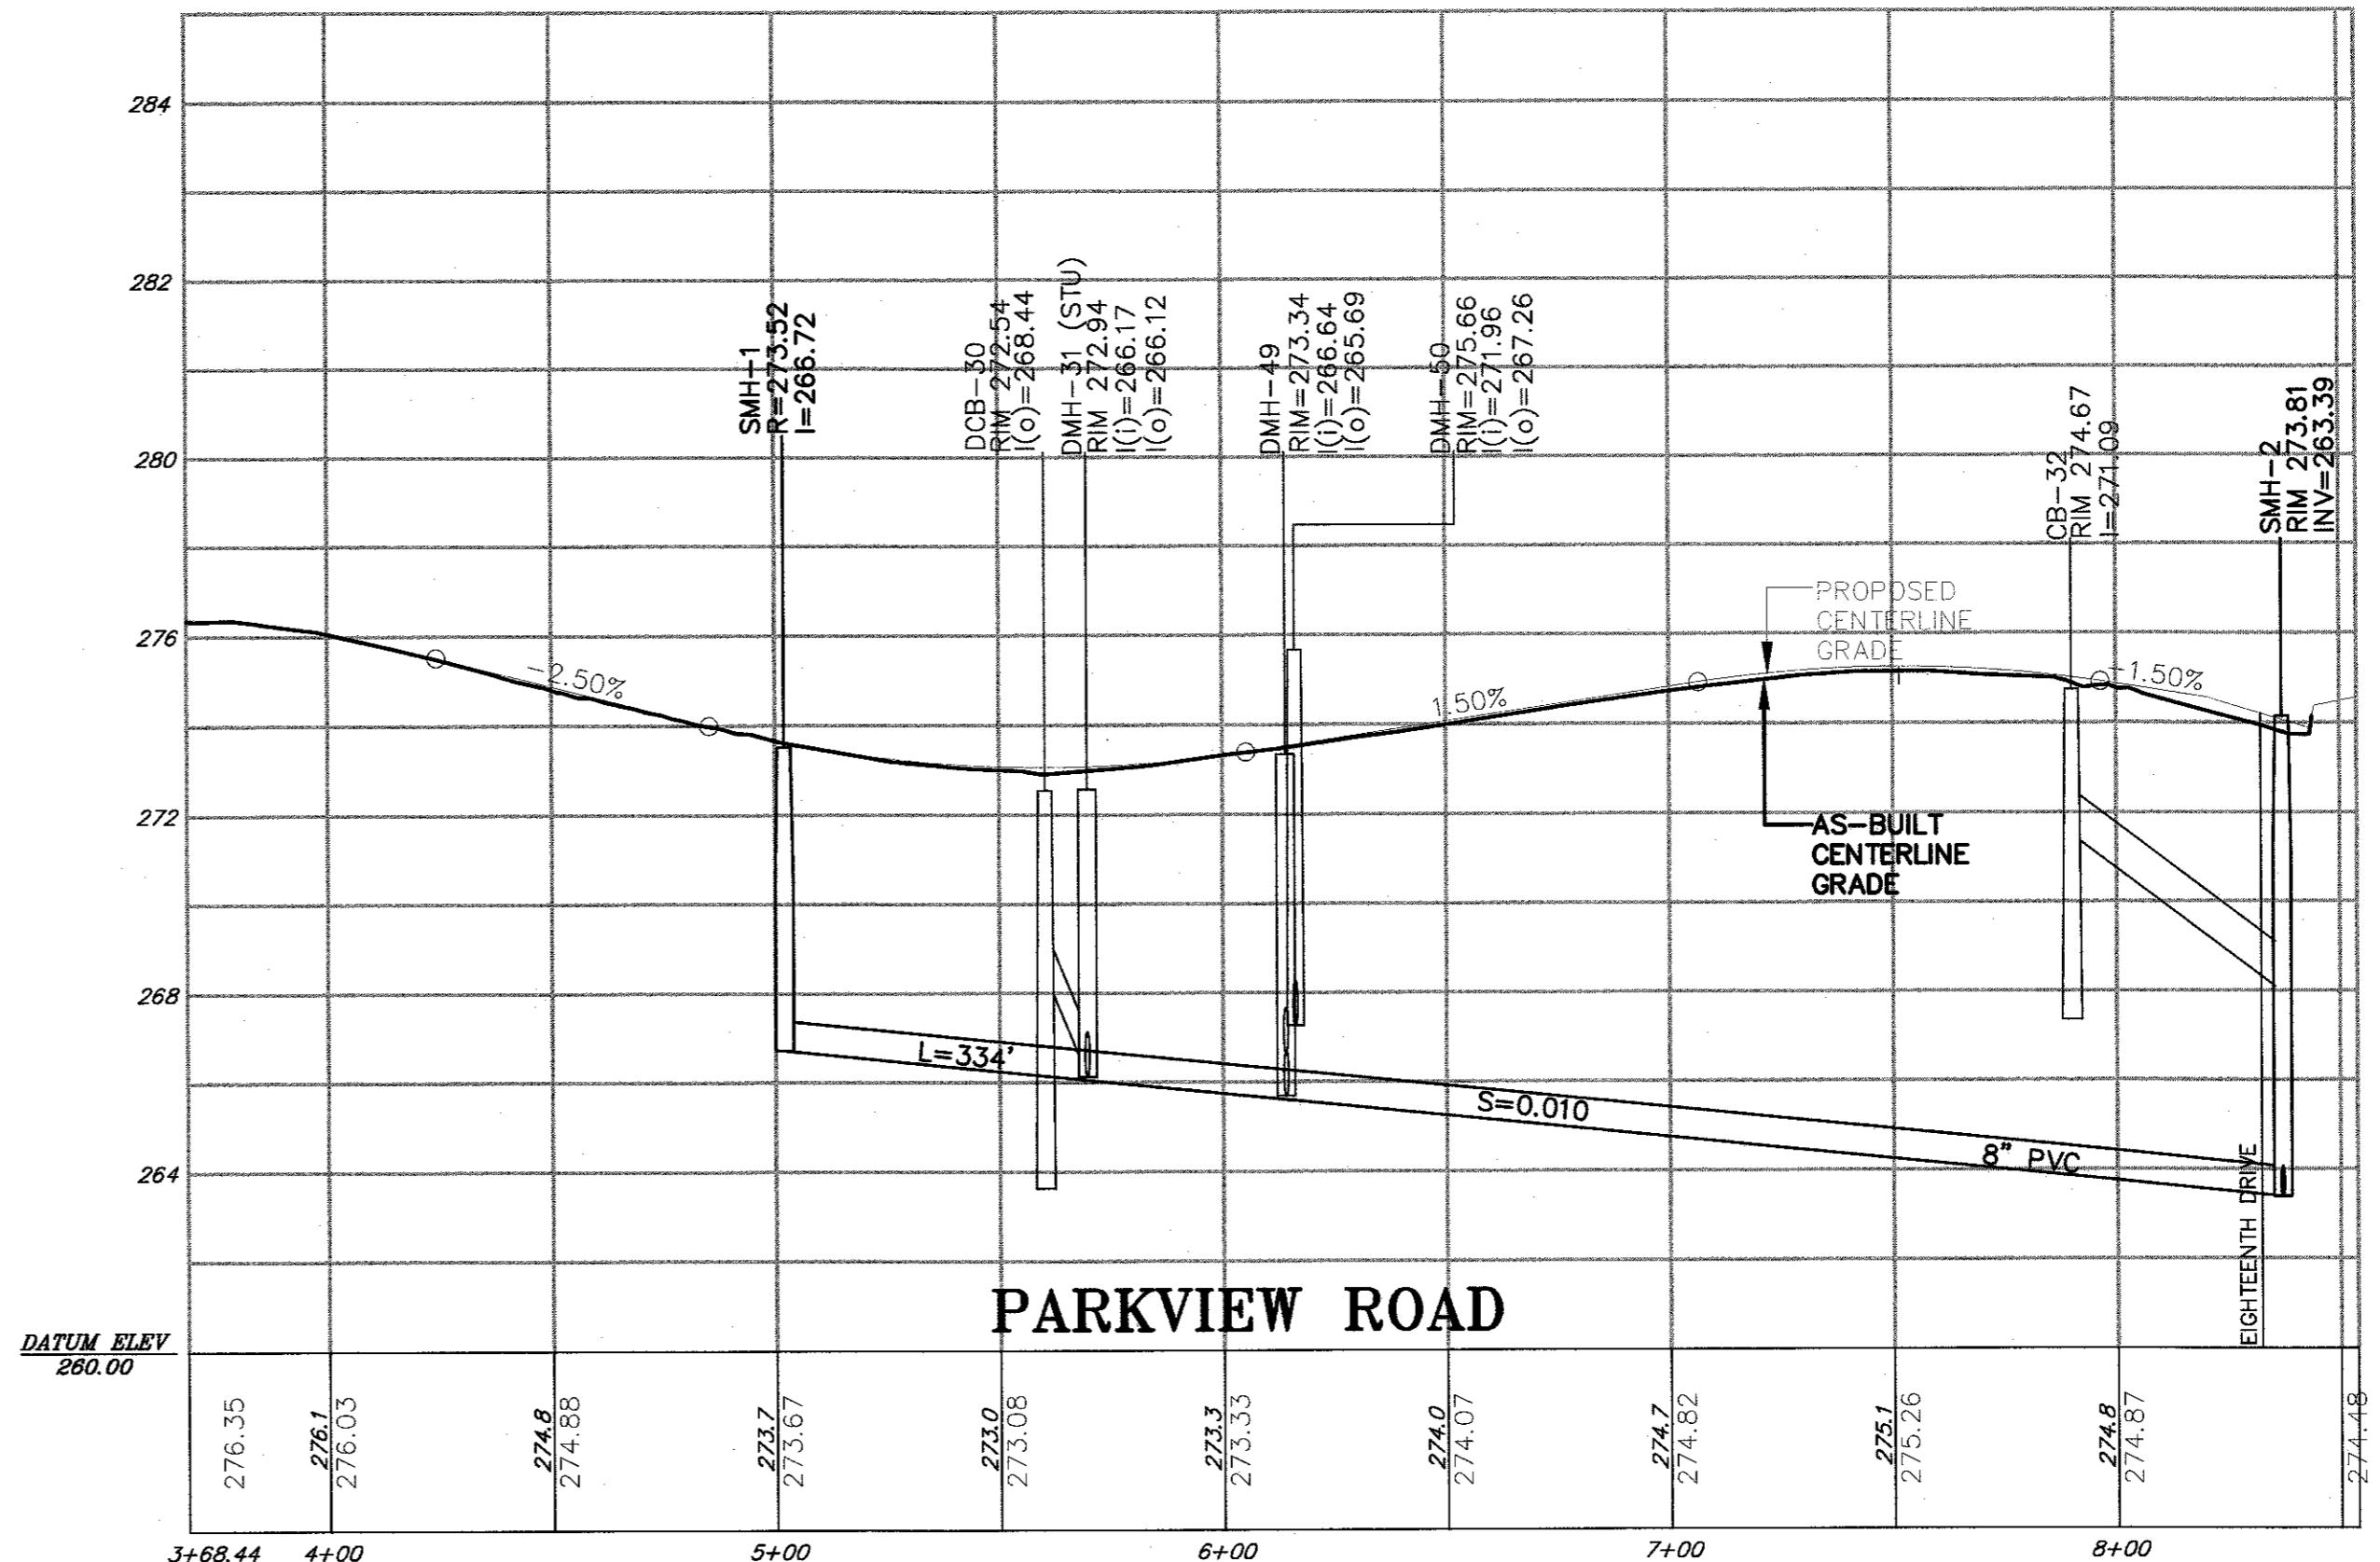 284
282
280
276
272
268
264
SMH-1
R=273.52
I=266.72
DCB-30
RIM 272.54
I(o)=268.44
DMH-31 (STU)
RIM 272.94
I(i)=266.17
I(o)=266.12
DMH-49
RIM=273.34
I(i)=266.64
I(o)=265.69
DMH-50
RIM=275.66
I(i)=271.96
I(o)=267.26
CB-32
RIM 274.67
I=271.09
SMH-2
RIM 273.81
INV=263.39
-2.50%
1.50%
-1.50%
PROPOSED
CENTERLINE
GRADE
AS-BUILT
CENTERLINE
GRADE
L=334'
S=0.010
8" PVC
EIGHTEENTH DRIVE
PARKVIEW ROAD
DATUM ELEV
260.00
276.35
276.1
276.03
274.8
274.88
273.7
273.67
273.0
273.08
273.3
273.33
274.0
274.07
274.7
274.82
275.1
275.26
274.8
274.87
274.48
3+68.44
4+00
5+00
6+00
7+00
8+00